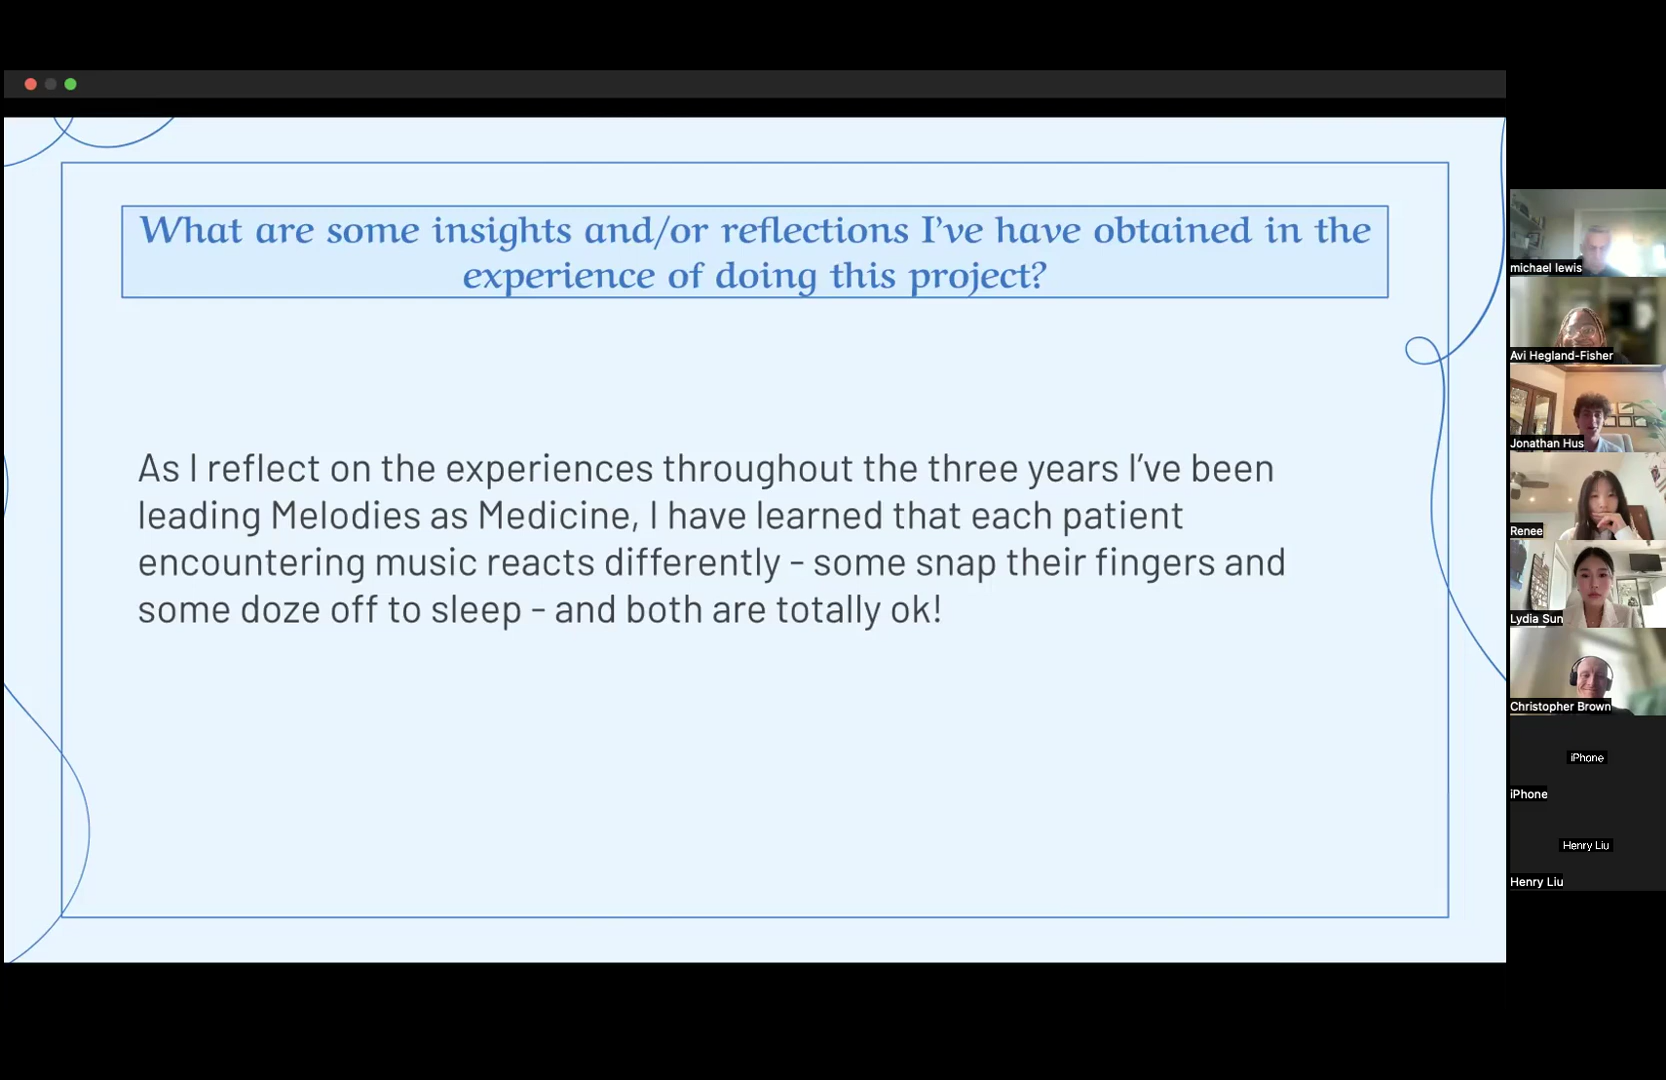 What are some insights and/or reflections I've have obtained in the
experience of doing this project?
As I reflect on the experiences throughout the three years I've been
leading Melodies as Medicine, I have learned that each patient
encountering music reacts differently - some snap their fingers and
some doze off to sleep - and both are totally ok!
michael lewis
Avi Hegland-Fisher
Jonathan Hus
Renee
Lydia Sun
Christopher Brown
iPhone
iPhone
Henry Liu
Henry Liu